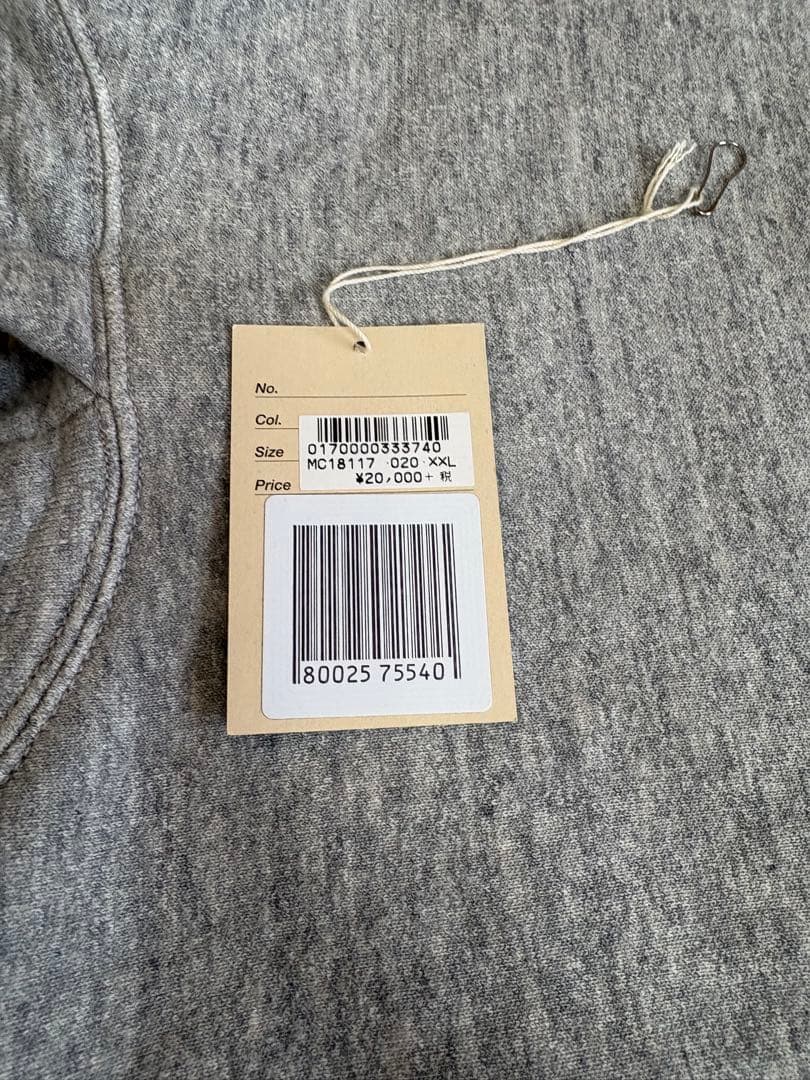 No.
Col.
Size
Price
0170000333740
MC18117 ·020·XXL
¥20,000+ 税
80025 75540